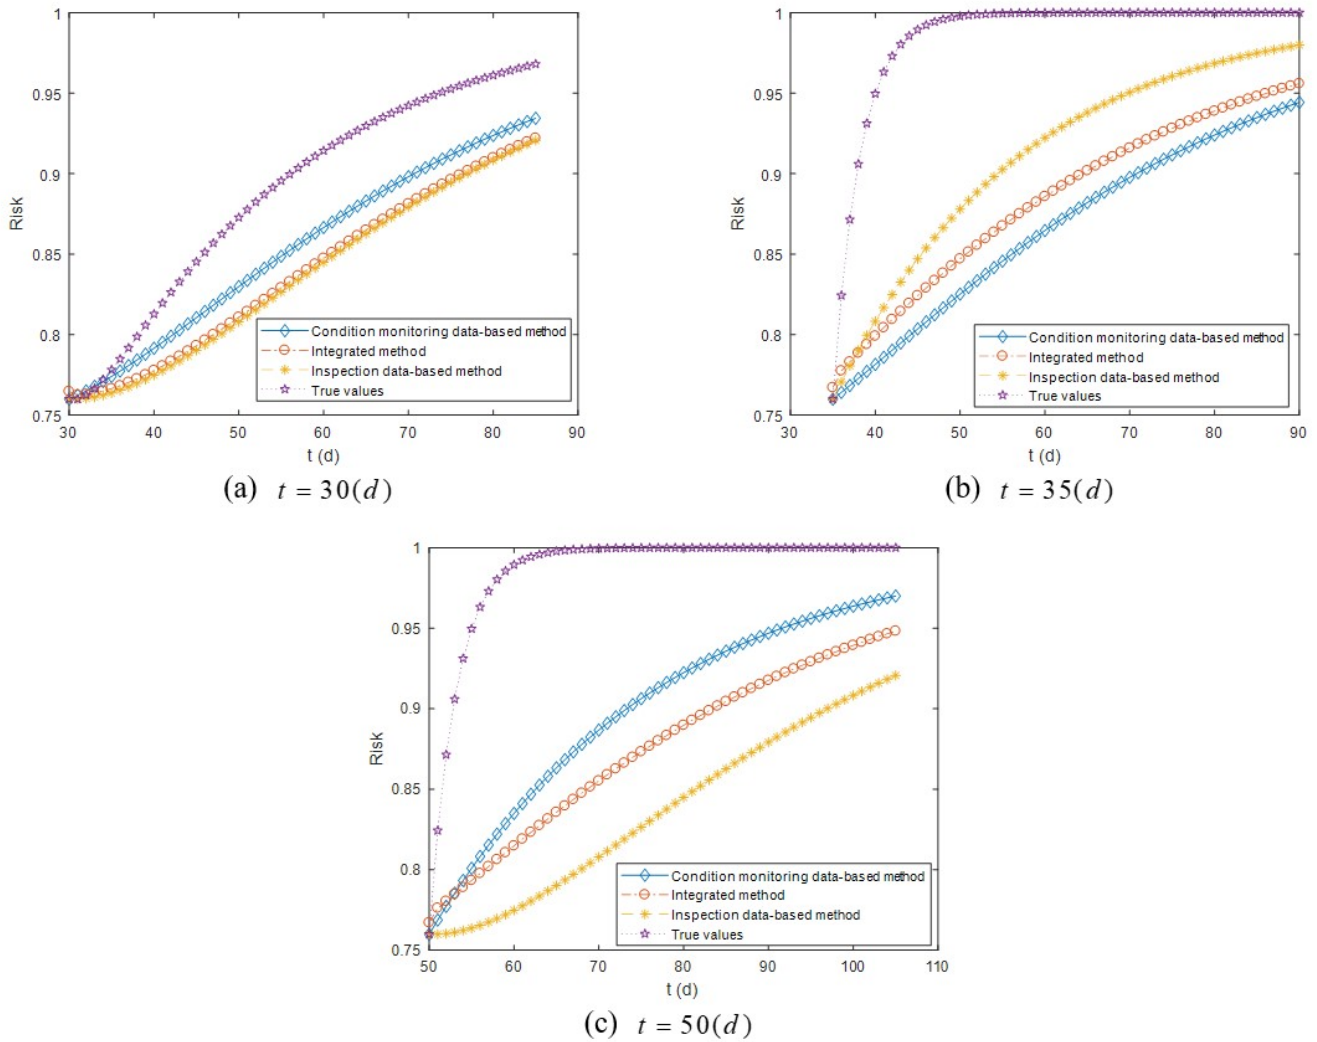 1
0.95
0.9
0.85
0.8
0.75
Risk
Condition monitoring data-based method
Integrated method
Inspection data-based method
True values
30 40 50 60 70 80 90
t (d)
(a) t = 30(d)
1
0.95
0.9
0.85
0.8
0.75
Risk
Condition monitoring data-based method
Integrated method
Inspection data-based method
True values
30 40 50 60 70 80 90
t (d)
(b) t = 35(d)
1
0.95
0.9
0.85
0.8
0.75
Risk
Condition monitoring data-based method
Integrated method
Inspection data-based method
True values
50 60 70 80 90 100 110
t (d)
(c) t = 50(d)